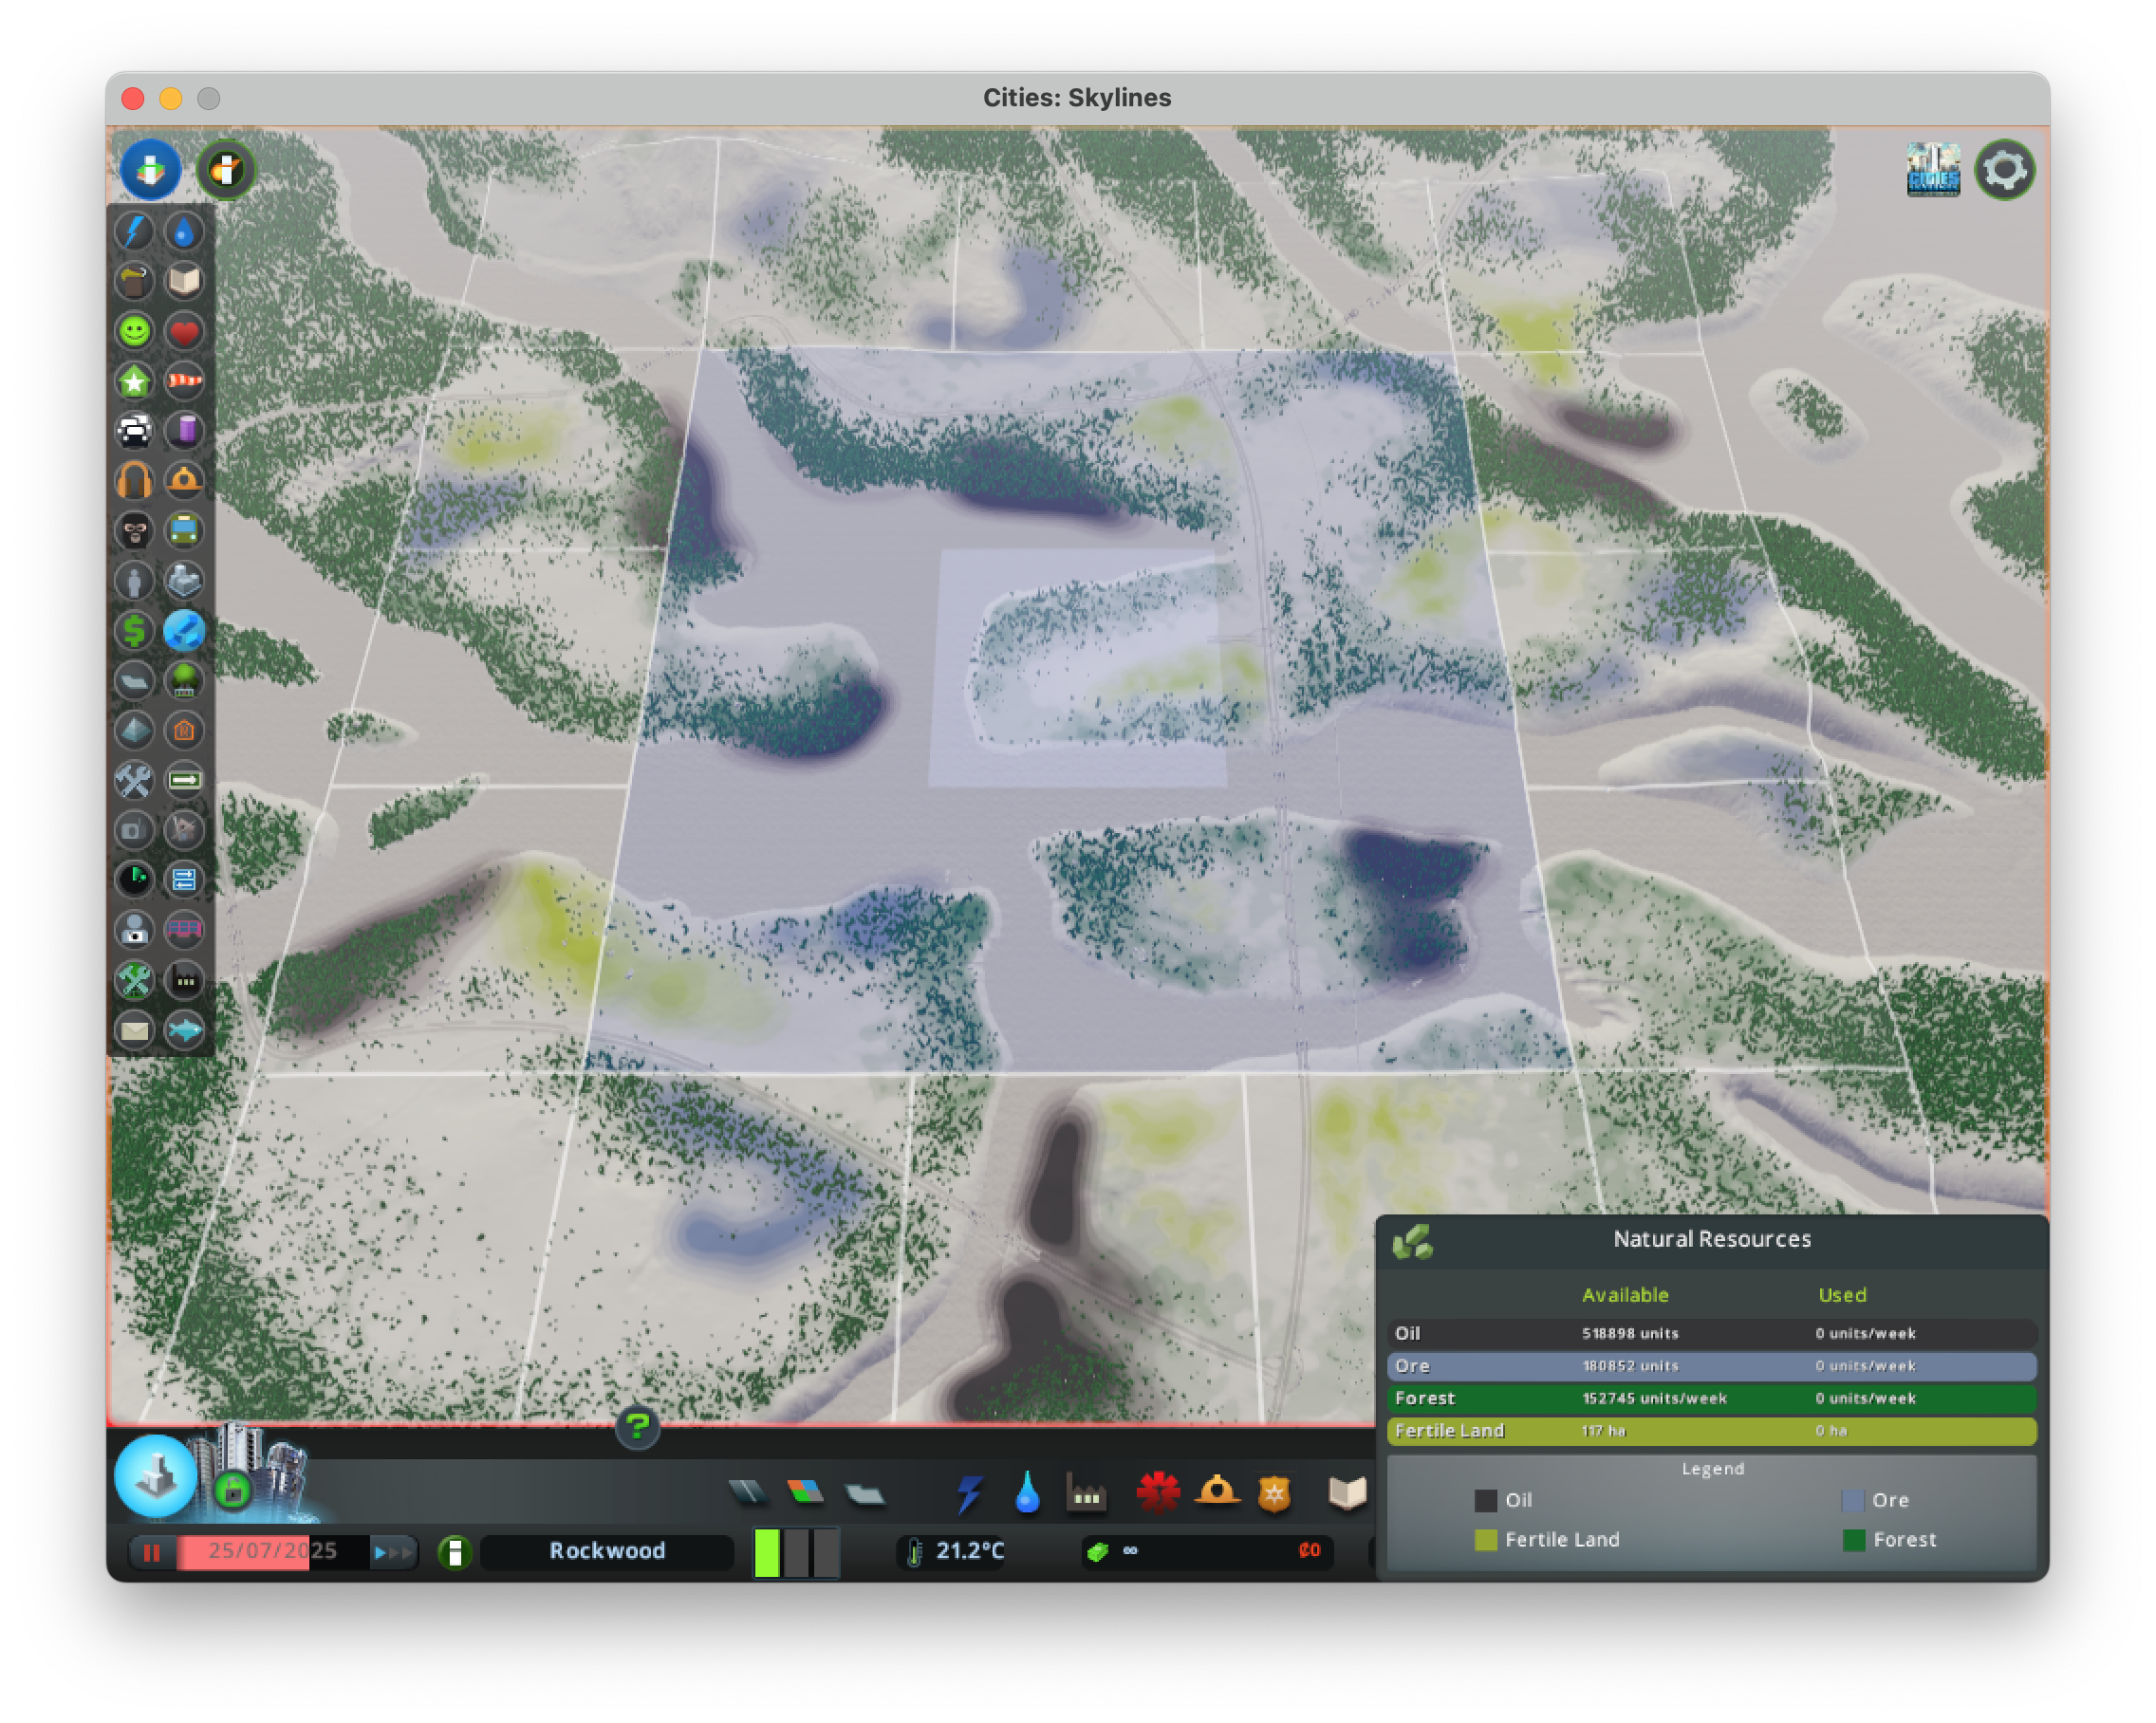 Cities: Skylines
CITIES
Natural Resources
Available Used
Oil 518898 units 0 units/week
Ore 180852 units 0 units/week
Forest 152745 units/week 0 units/week
Fertile Land 117 ha 0 ha
Legend
Oil Ore
Fertile Land Forest
?
25/07/2025
Rockwood
21.2°C
∞
₡0